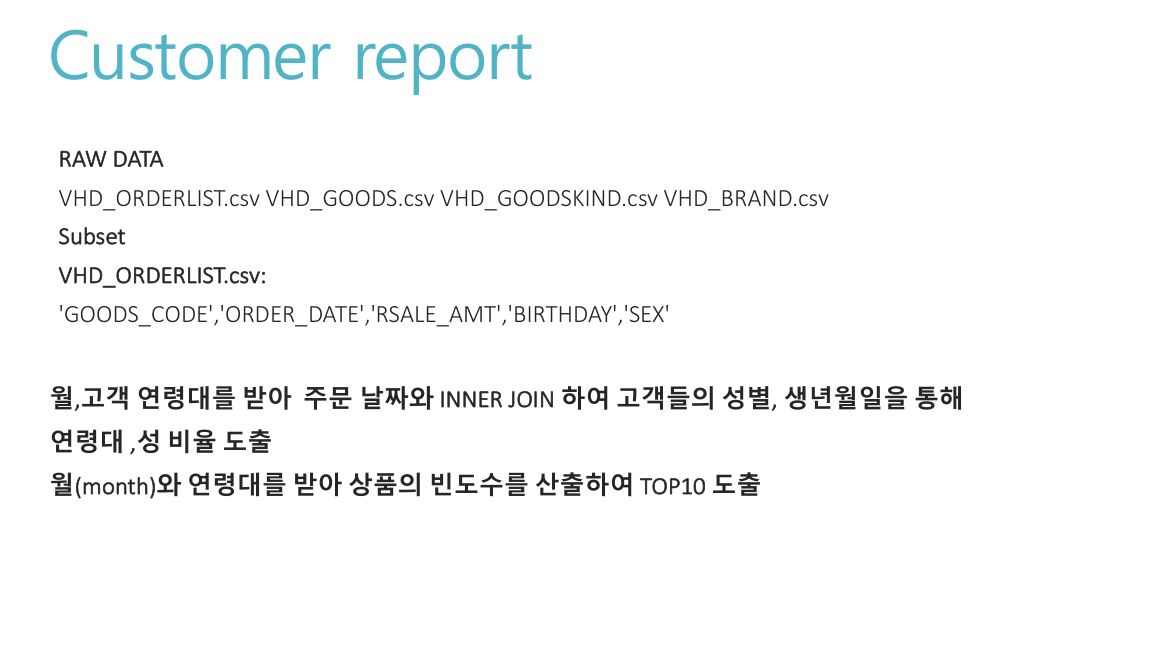 Customer report
RAW DATA
VHD_ORDERLIST.csv VHD_GOODS.csv VHD_GOODSKIND.csv VHD_BRAND.csv
Subset
VHD_ORDERLIST.csv:
'GOODS_CODE','ORDER_DATE','RSALE_AMT','BIRTHDAY','SEX'
월,고객 연령대를 받아 주문 날짜와 INNER JOIN 하여 고객들의 성별, 생년월일을 통해
연령대 ,성 비율 도출
월(month)와 연령대를 받아 상품의 빈도수를 산출하여 TOP10 도출